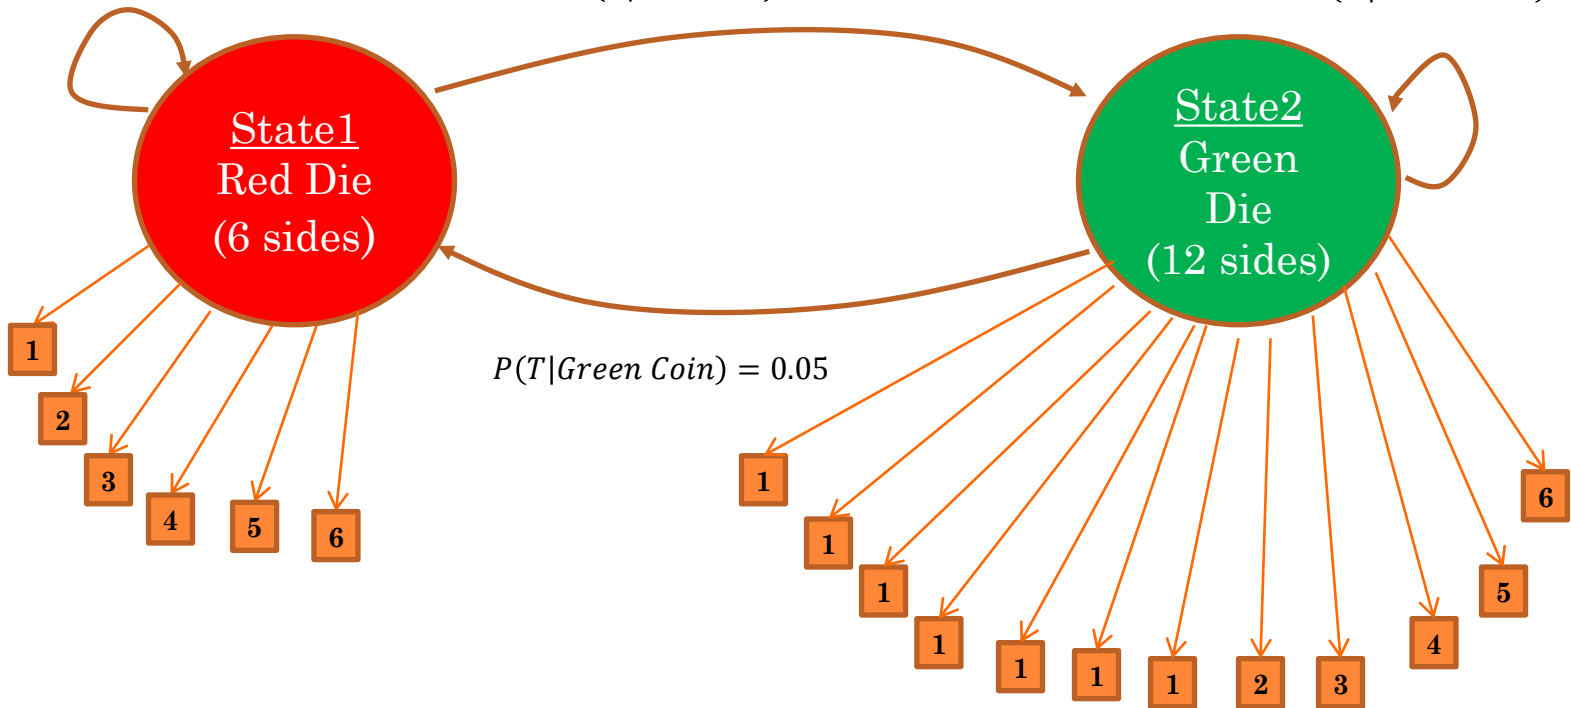 State1
Red Die
(6 sides)
State2
Green
Die
(12 sides)
P(T|Green Coin) = 0.05
1
2
3
4
5
6
1
1
1
1
1
1
1
2
3
4
5
6